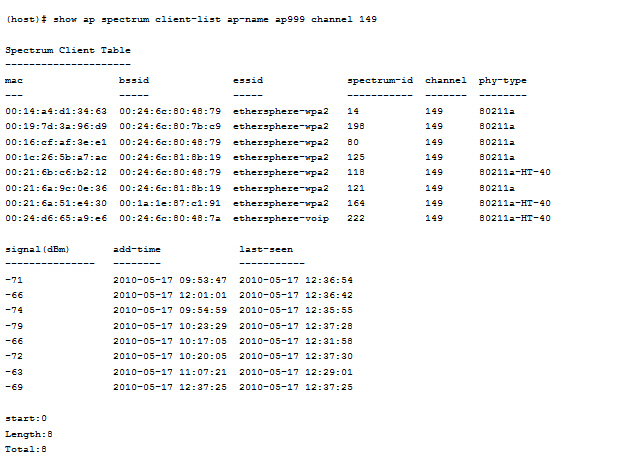 (host)# show ap spectrum client-list ap-name ap999 channel 149
Spectrum Client Table
---------------------
mac bssid essid spectrum-id channel phy-type
--- ----- ----- ----------- ------- --------
00:14:a4:d1:34:63 00:24:6c:80:48:79 ethersphere-wpa2 14 149 80211a
00:19:7d:3a:96:d9 00:24:6c:80:7b:c9 ethersphere-wpa2 198 149 80211a
00:16:cf:af:3e:e1 00:24:6c:80:48:79 ethersphere-wpa2 80 149 80211a
00:1c:26:5b:a7:ac 00:24:6c:81:8b:19 ethersphere-wpa2 125 149 80211a
00:21:6b:c6:b2:12 00:24:6c:80:48:79 ethersphere-wpa2 118 149 80211a-HT-40
00:21:6a:9c:0e:36 00:24:6c:81:8b:19 ethersphere-wpa2 121 149 80211a
00:21:6a:51:e4:30 00:1a:1e:87:c1:91 ethersphere-wpa2 164 149 80211a-HT-40
00:24:d6:65:a9:e6 00:24:6c:80:48:7a ethersphere-voip 222 149 80211a-HT-40
signal(dBm) add-time last-seen
--------------- -------- -----------
-71 2010-05-17 09:53:47 2010-05-17 12:36:54
-66 2010-05-17 12:01:01 2010-05-17 12:36:42
-74 2010-05-17 09:54:59 2010-05-17 12:35:55
-79 2010-05-17 10:23:29 2010-05-17 12:37:28
-66 2010-05-17 10:17:05 2010-05-17 12:31:58
-72 2010-05-17 10:20:05 2010-05-17 12:37:30
-63 2010-05-17 11:07:21 2010-05-17 12:29:01
-69 2010-05-17 12:37:25 2010-05-17 12:37:25
start:0
Length:8
Total:8